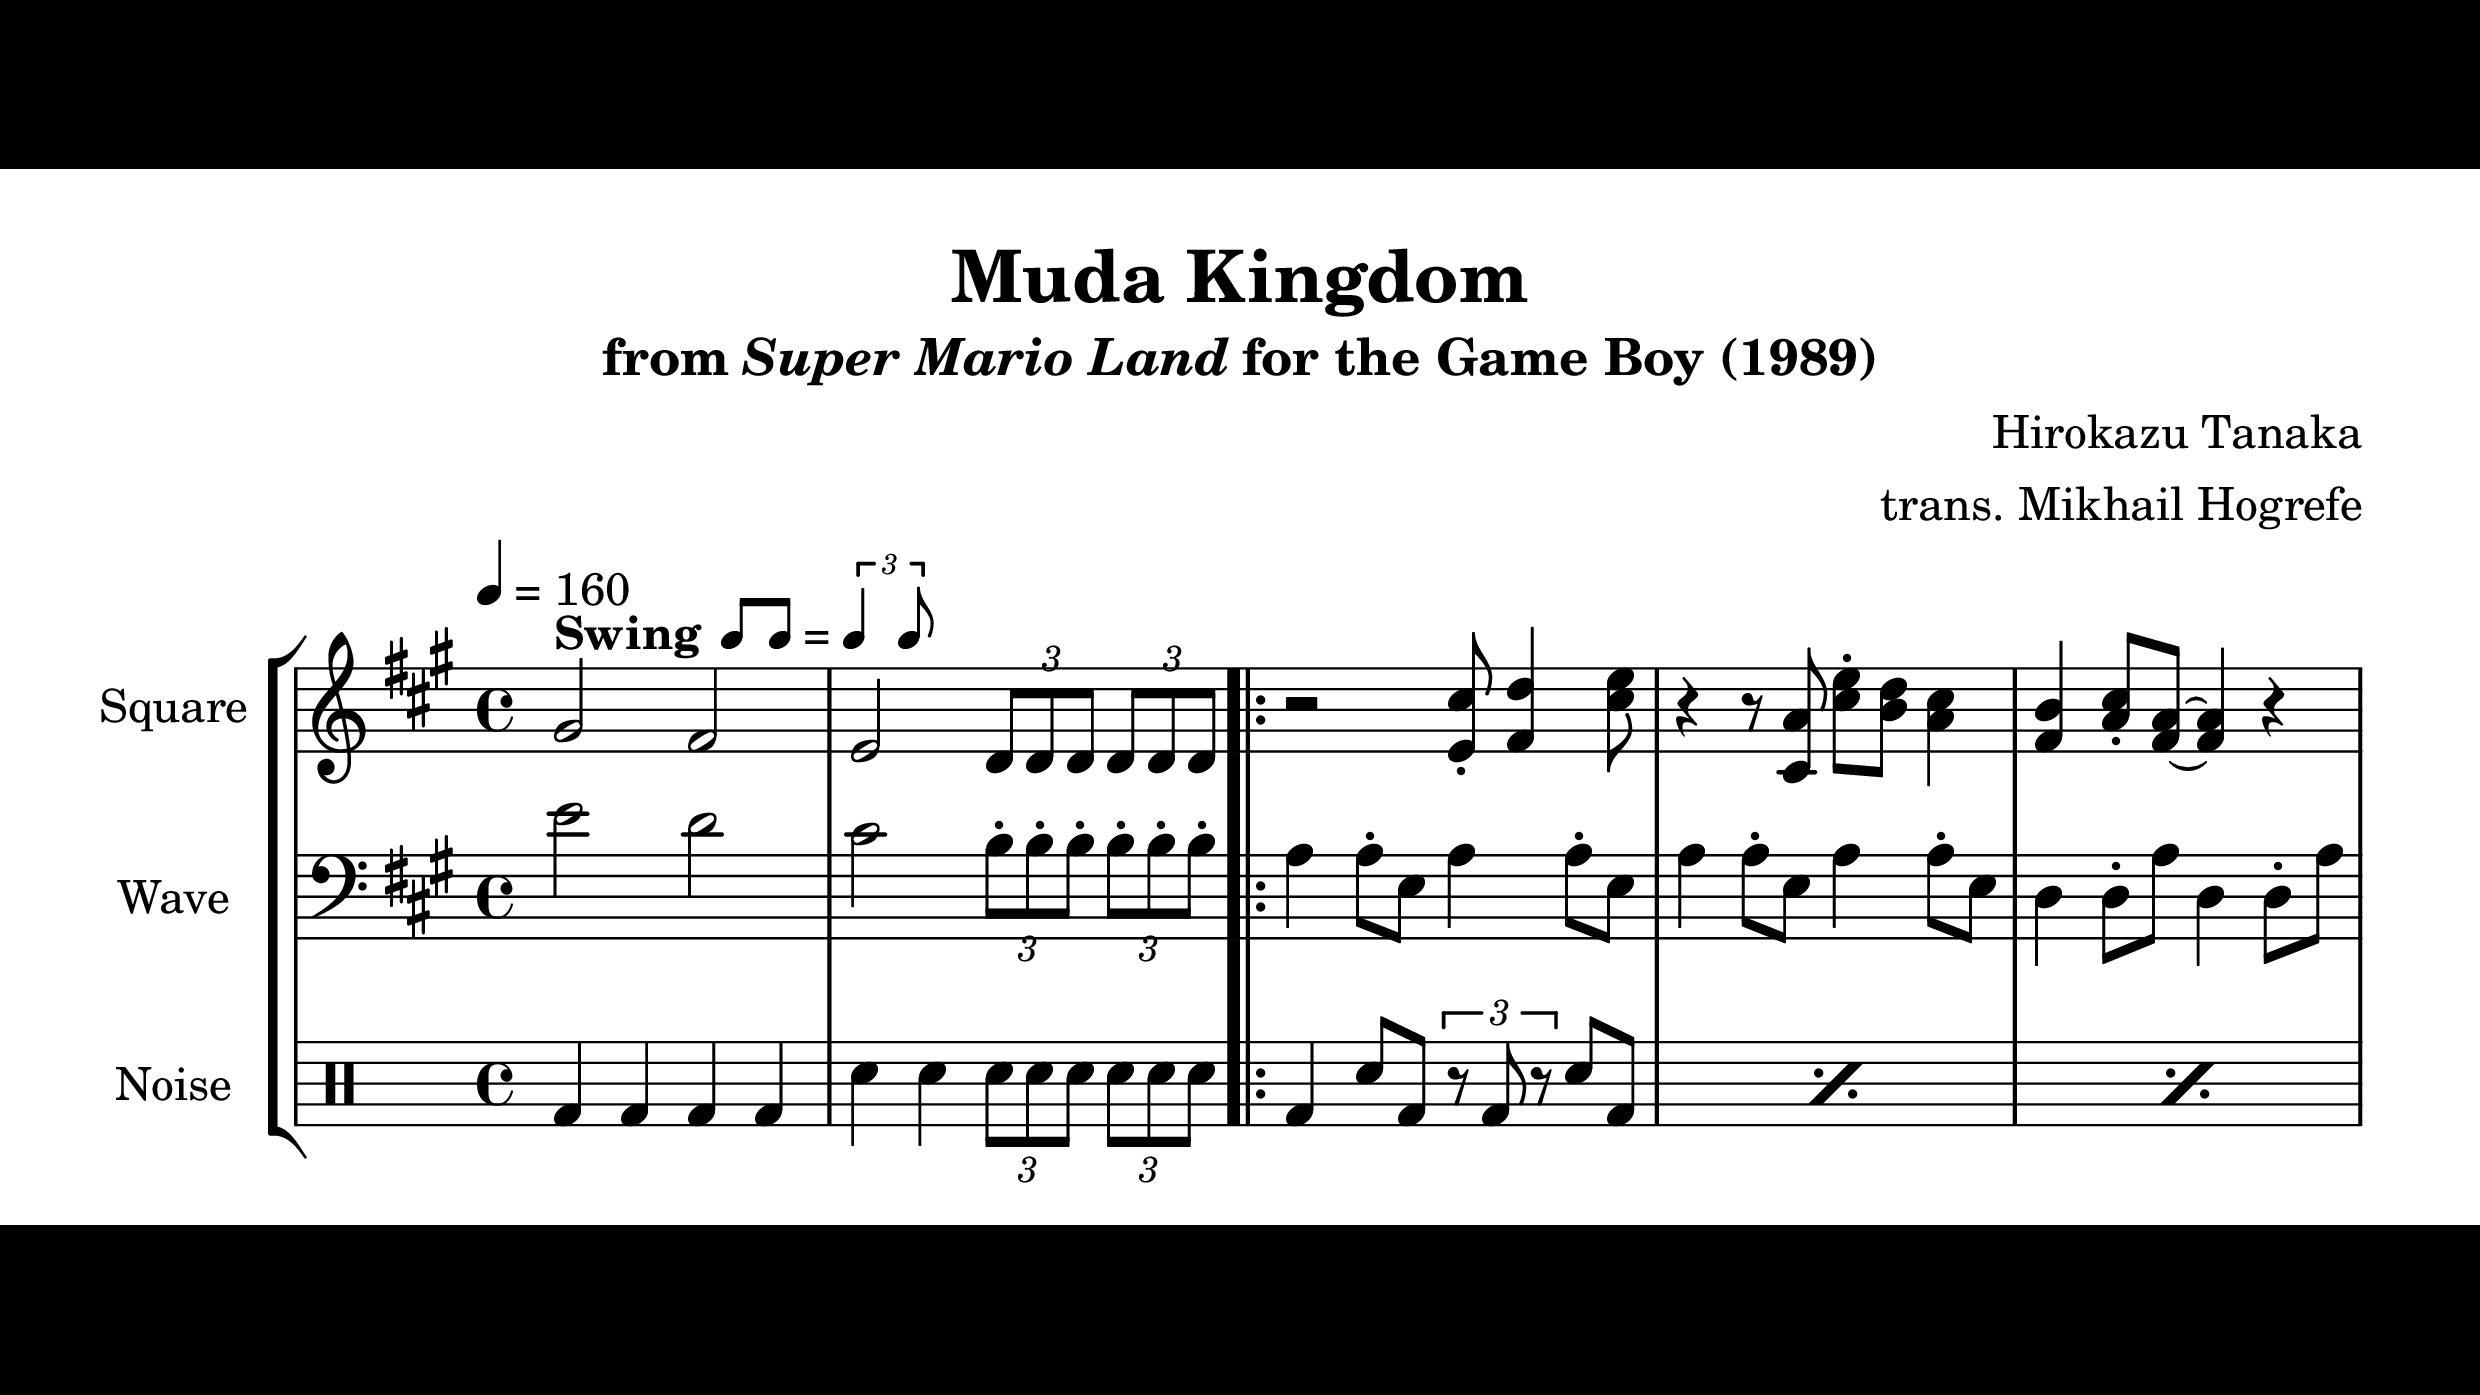 Muda Kingdom
from Super Mario Land for the Game Boy (1989)
Hirokazu Tanaka
trans. Mikhail Hogrefe
= 160
Swing = 3
3 3
Square
Wave
3 3
3
Noise
3 3